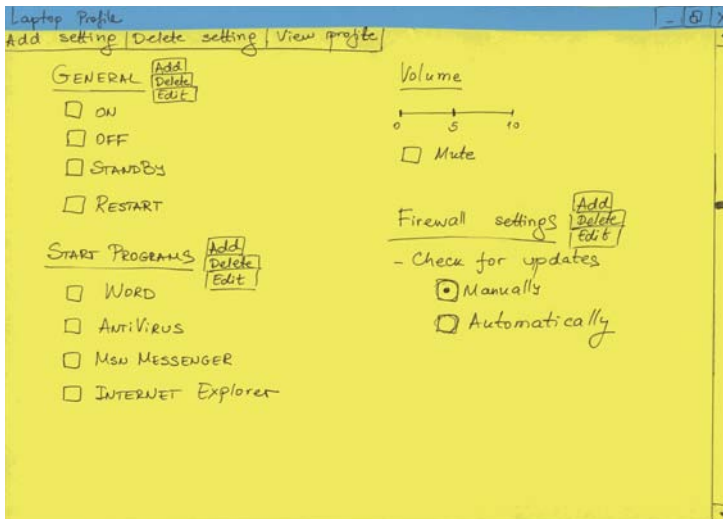 Laptop Profile
Add setting Delete setting View profile
GENERAL
Add
Delete
Edit
ON
OFF
STANDBY
RESTART
START PROGRAMS
Add
Delete
Edit
WORD
ANTIVIRUS
MSN MESSENGER
INTERNET Explorer
Volume
0 5 10
Mute
Firewall settings
Add
Delete
Edit
- Check for updates
Manually
Automatically